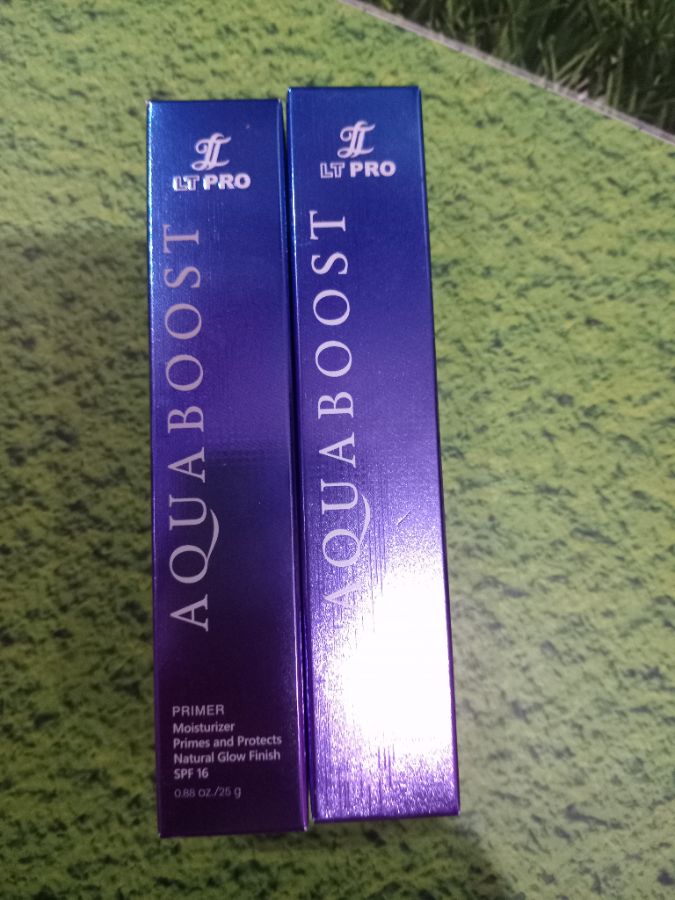 LT PRO
AQUABOOST
PRIMER
Moisturizer
Primes and Protects
Natural Glow Finish
SPF 16
0.88 oz./25 g
LT PRO
AQUABOOST